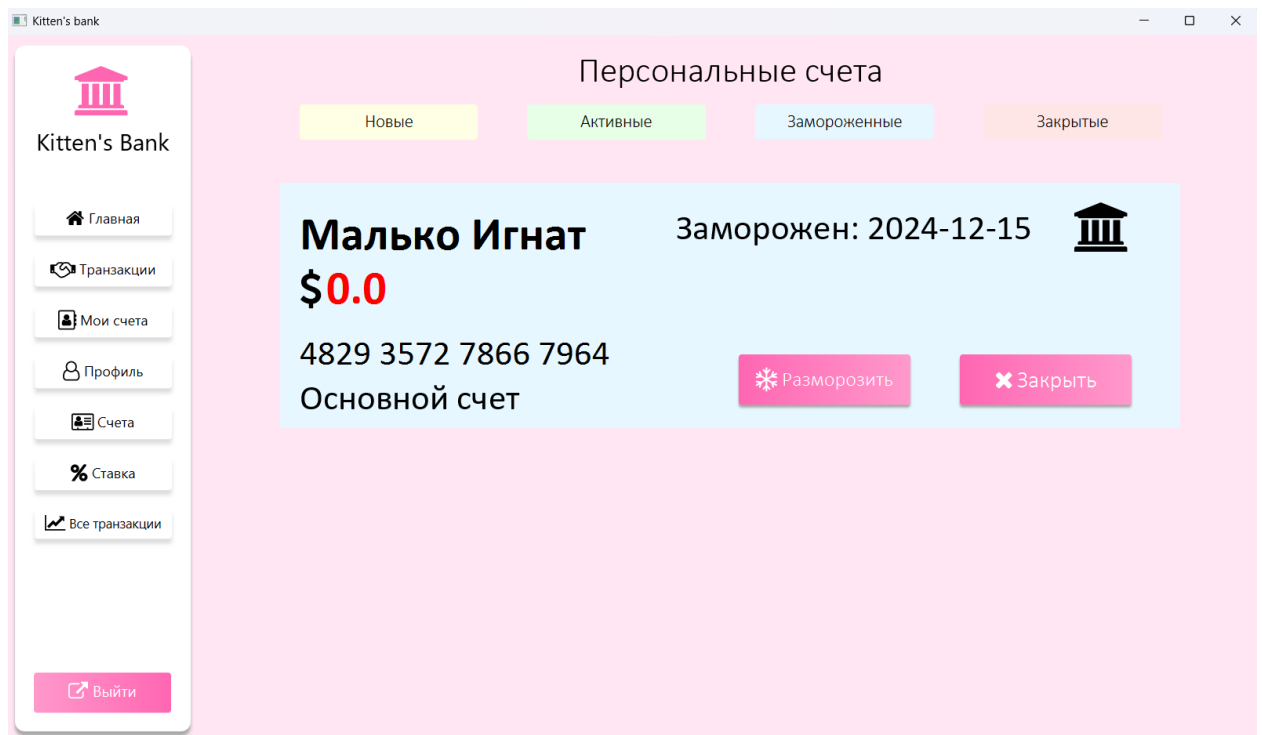 Kitten's bank
Kitten's Bank
Главная
Транзакции
Мои счета
Профиль
Счета
Ставка
Все транзакции
Выйти
Персональные счета
Новые
Активные
Замороженные
Закрытые
Малько Игнат
Заморожен: 2024-12-15
$0.0
4829 3572 7866 7964
Основной счет
Разморозить
Закрыть